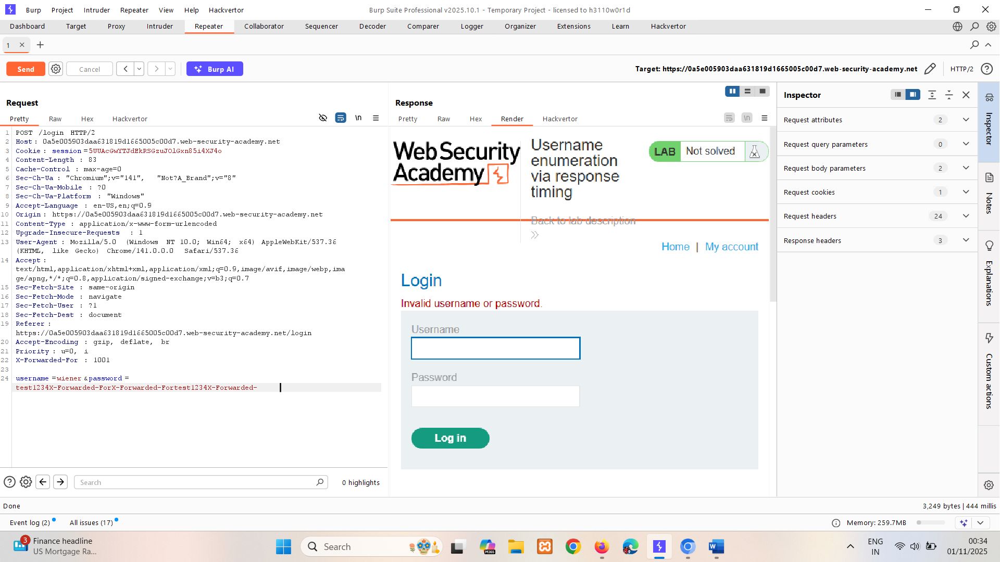 Burp Project Intruder Repeater View Help Hackvertor
Burp Suite Professional v2025.10.1 - Temporary Project - licensed to h3110w0r1d
Dashboard Target Proxy Intruder Repeater Collaborator Sequencer Decoder Comparer Logger Organizer Extensions Learn Hackvertor
1
Send Cancel Burp AI
Target: https://0a5e005903daa631819d1665005c00d7.web-security-academy.net HTTP/2
Request
Pretty Raw Hex Hackvertor
\n
1 POST /login HTTP/2
2 Host: 0a5e005903daa631819d1665005c00d7.web-security-academy.net
3 Cookie: session=5UUAcGwYTJdEkRSGzuJOlGxn85i4XJ4o
4 Content-Length: 83
5 Cache-Control: max-age=0
6 Sec-Ch-Ua: "Chromium";v="141", "Not?A_Brand";v="8"
7 Sec-Ch-Ua-Mobile: ?0
8 Sec-Ch-Ua-Platform: "Windows"
9 Accept-Language: en-US,en;q=0.9
10 Origin: https://0a5e005903daa631819d1665005c00d7.web-security-academy.net
11 Content-Type: application/x-www-form-urlencoded
12 Upgrade-Insecure-Requests: 1
13 User-Agent: Mozilla/5.0 (Windows NT 10.0; Win64; x64) AppleWebKit/537.36
(KHTML, like Gecko) Chrome/141.0.0.0 Safari/537.36
14 Accept:
text/html,application/xhtml+xml,application/xml;q=0.9,image/avif,image/webp,ima
ge/apng,*/*;q=0.8,application/signed-exchange;v=b3;q=0.7
15 Sec-Fetch-Site: same-origin
16 Sec-Fetch-Mode: navigate
17 Sec-Fetch-User: ?1
18 Sec-Fetch-Dest: document
19 Referer:
https://0a5e005903daa631819d1665005c00d7.web-security-academy.net/login
20 Accept-Encoding: gzip, deflate, br
21 Priority: u=0, i
22 X-Forwarded-For: 1001
23
24 username=wiener&password=
test1234X-Forwarded-ForX-Forwarded-Fortest1234X-Forwarded-
Search
0 highlights
Response
Pretty Raw Hex Render Hackvertor
\n
WebSecurity
Academy
Username
enumeration
via response
timing
LAB Not solved
Back to lab description
Home | My account
Login
Invalid username or password.
Username
Password
Log in
Inspector
Request attributes 2
Request query parameters 0
Request body parameters 2
Request cookies 1
Request headers 24
Response headers 3
Inspector
Notes
Explanations
Custom actions
Done
3,249 bytes | 444 millis
Event log (2) All issues (17)
Memory: 259.7MB
3
Finance headline
US Mortgage Ra...
Search
M365
ENG
IN
00:34
01/11/2025